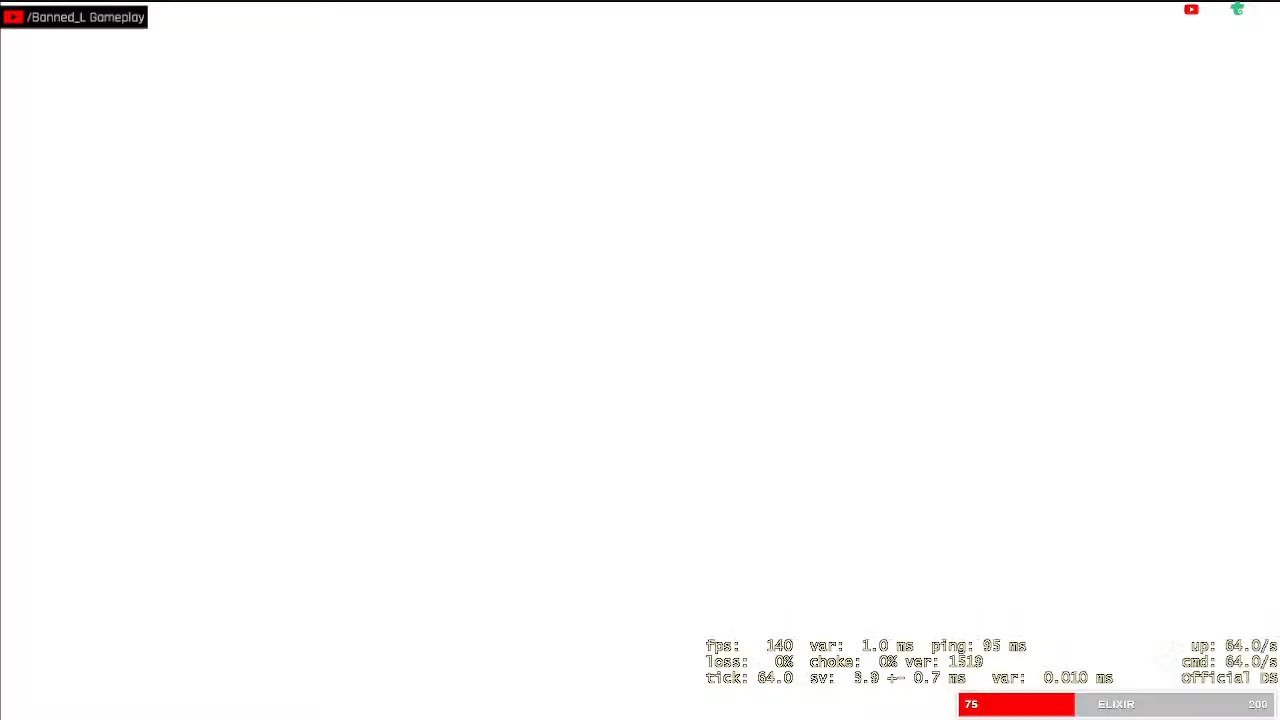 /Banned_L Gameplay
fps: 140 var: 1.0 ms ping: 95 ms up: 64.0/s
loss: 0% choke: 0% var: 1519 cmd: 64.0/s
tick: 64.0 sv: 3.9 +- 0.7 ms var: 0.010 ms official DS
75 ELIXIR 200